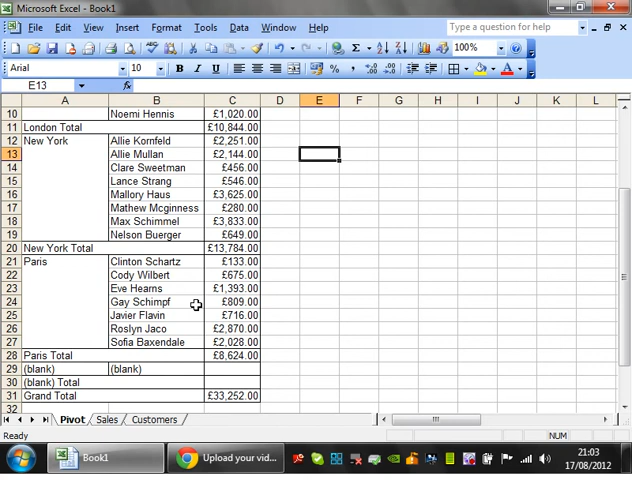 Microsoft Excel - Book1
File Edit View Insert Format Tools Data Window Help Type a question for help
100%
Arial 10 B I U
E13 fx
A B C D E F G H I J K L
10 Noemi Hennis £1,020.00
11 London Total £10,844.00
12 New York Allie Kornfeld £2,251.00
13 Allie Mullan £2,144.00
14 Clare Sweetman £456.00
15 Lance Strang £546.00
16 Mallory Haus £3,625.00
17 Mathew Mcginness £280.00
18 Max Schimmel £3,833.00
19 Nelson Buerger £649.00
20 New York Total £13,784.00
21 Paris Clinton Schartz £133.00
22 Cody Wilbert £675.00
23 Eve Hearns £1,393.00
24 Gay Schimpf £809.00
25 Javier Flavin £716.00
26 Roslyn Jaco £2,870.00
27 Sofia Baxendale £2,028.00
28 Paris Total £8,624.00
29 (blank) (blank)
30 (blank) Total
31 Grand Total £33,252.00
32
Pivot Sales Customers
Ready NUM
Book1 Upload your vid... 21:03
17/08/2012